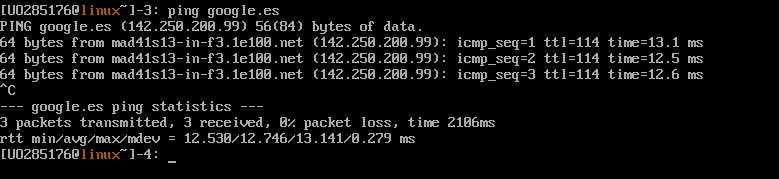 [UO285176@linux~]-3: ping google.es
PING google.es (142.250.200.99) 56(84) bytes of data.
64 bytes from mad41s13-in-f3.1e100.net (142.250.200.99): icmp_seq=1 ttl=114 time=13.1 ms
64 bytes from mad41s13-in-f3.1e100.net (142.250.200.99): icmp_seq=2 ttl=114 time=12.5 ms
64 bytes from mad41s13-in-f3.1e100.net (142.250.200.99): icmp_seq=3 ttl=114 time=12.6 ms
^C
--- google.es ping statistics ---
3 packets transmitted, 3 received, 0% packet loss, time 2106ms
rtt min/avg/max/mdev = 12.530/12.746/13.141/0.279 ms
[UO285176@linux~]-4: _